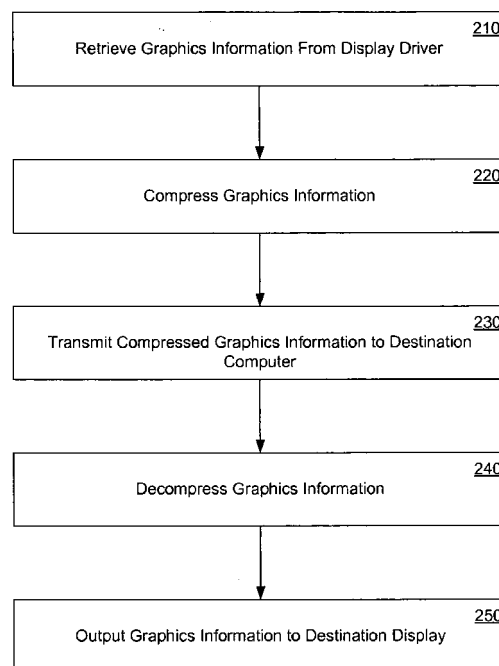 210
Retrieve Graphics Information From Display Driver
220
Compress Graphics Information
230
Transmit Compressed Graphics Information to Destination
Computer
240
Decompress Graphics Information
250
Output Graphics Information to Destination Display